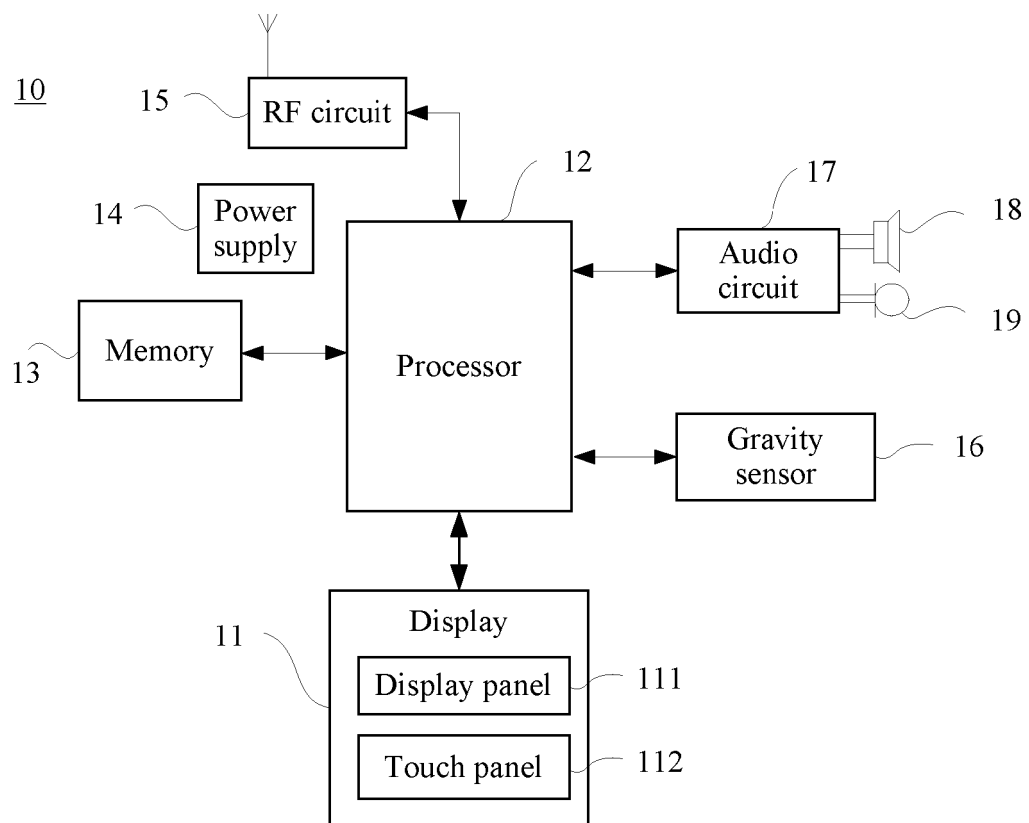 10
15
RF circuit
12
17
14
Power
supply
18
Audio
circuit
19
13
Memory
Processor
Gravity
sensor
16
11
Display
Display panel
111
Touch panel
112